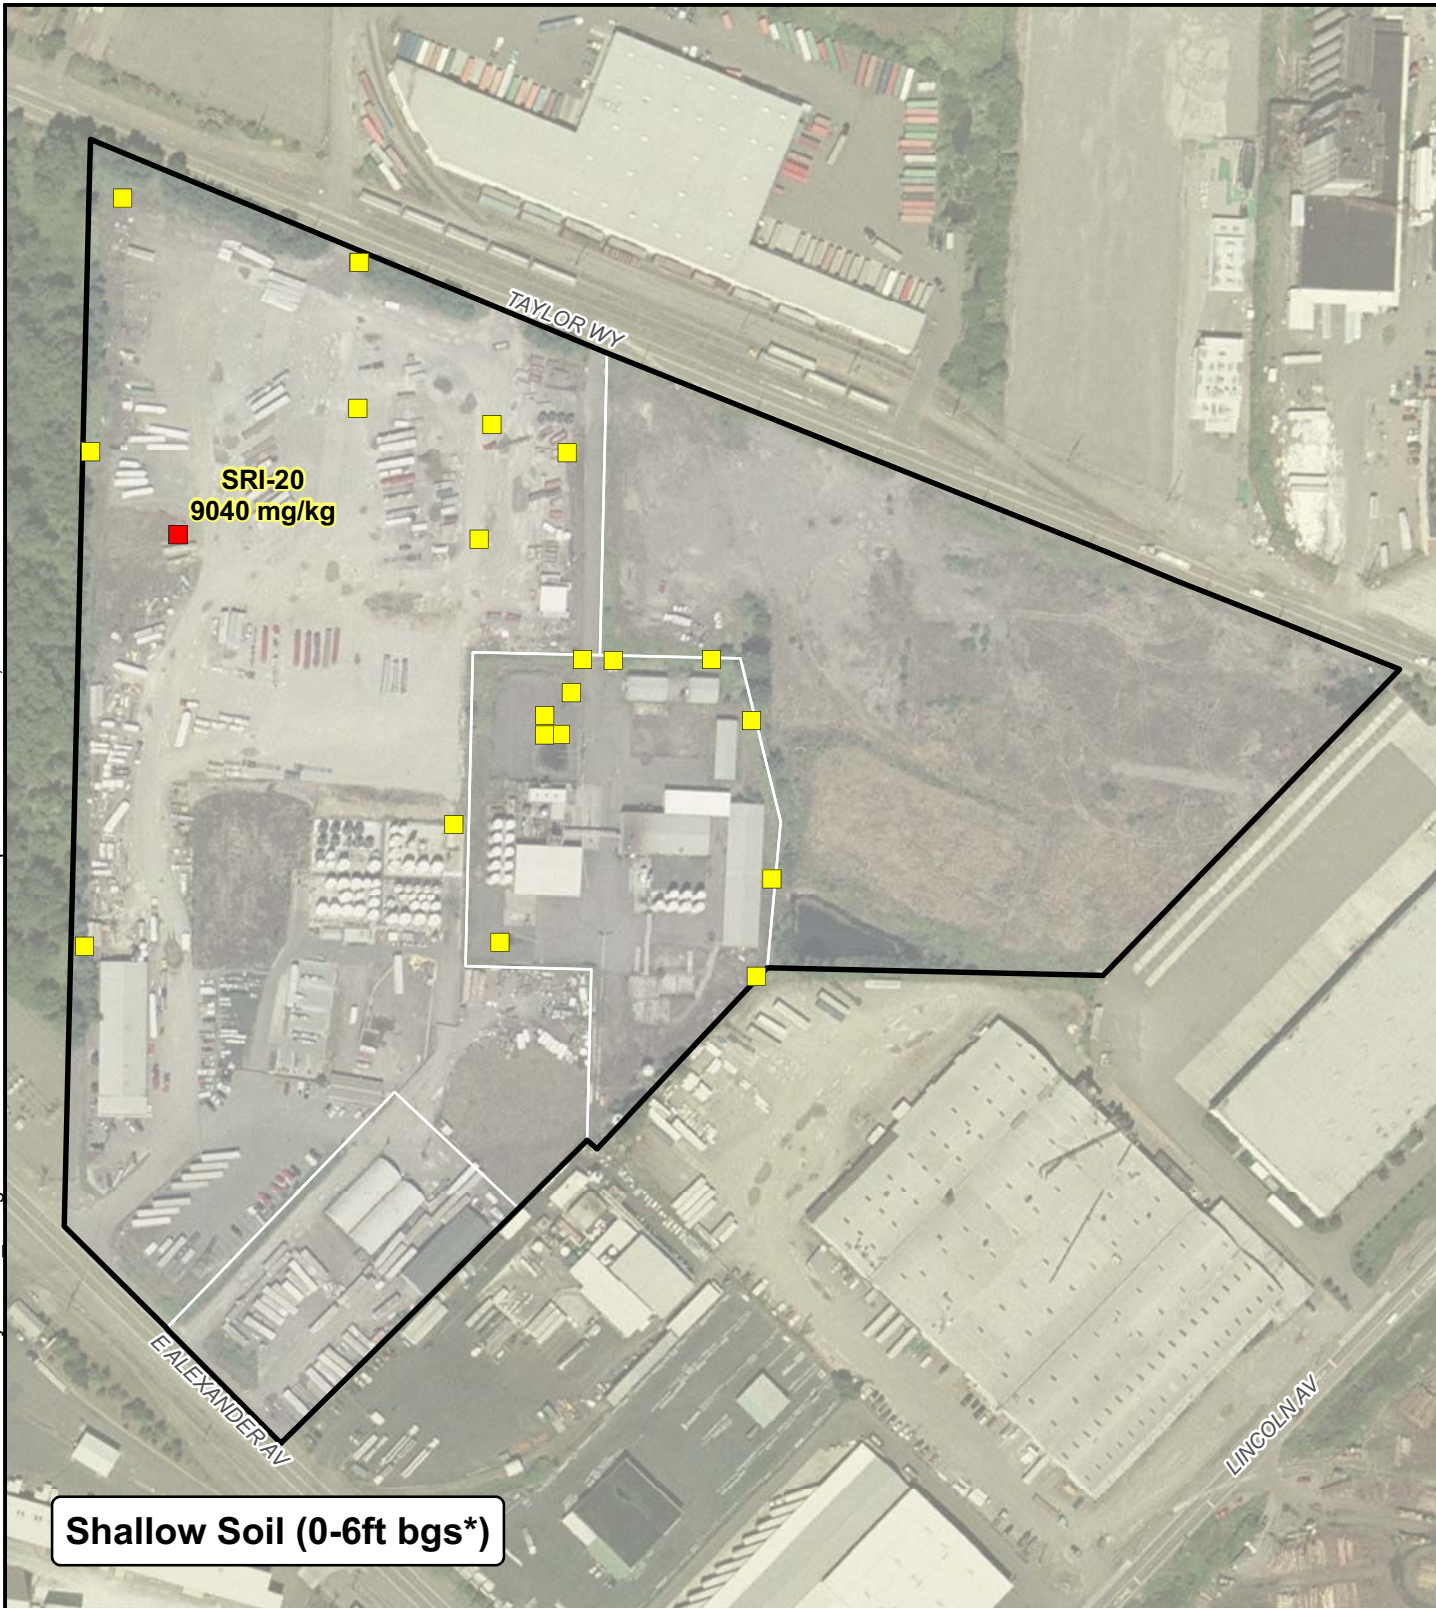 TAYLOR WY
SRI-20
9040 mg/kg
E ALEXANDER AV
LINCOLN AV
Shallow Soil (0-6ft bgs*)